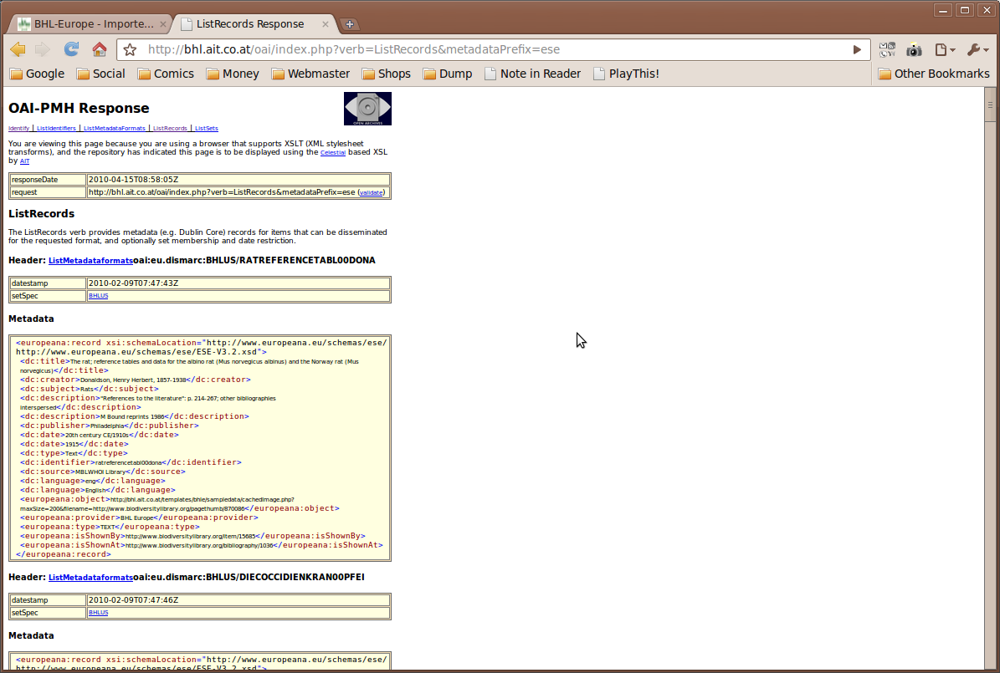 BHL-Europe - Importe...
ListRecords Response
http://bhl.ait.co.at/oai/index.php?verb=ListRecords&metadataPrefix=ese
Google Social Comics Money Webmaster Shops Dump Note in Reader PlayThis! Other Bookmarks
OAI-PMH Response
OPEN ARCHIVES
Identify | ListIdentifiers | ListMetadataFormats | ListRecords | ListSets
You are viewing this page because you are using a browser that supports XSLT (XML stylesheet
transforms), and the repository has indicated this page is to be displayed using the Celestial based XSL
by AIT
responseDate 2010-04-15T08:58:05Z
request http://bhl.ait.co.at/oai/index.php?verb=ListRecords&metadataPrefix=ese (validate)
ListRecords
The ListRecords verb provides metadata (e.g. Dublin Core) records for items that can be disseminated
for the requested format, and optionally set membership and date restriction.
Header: ListMetadataformatsoai:eu.dismarc:BHLUS/RATREFERENCETABL00DONA
datestamp 2010-02-09T07:47:43Z
setSpec BHLUS
Metadata
<europeana:record xsi:schemaLocation="http://www.europeana.eu/schemas/ese/
http://www.europeana.eu/schemas/ese/ESE-V3.2.xsd">
<dc:title>The rat; reference tables and data for the albino rat (Mus norvegicus albinus) and the Norway rat (Mus
norvegicus)</dc:title>
<dc:creator>Donaldson, Henry Herbert, 1857-1938</dc:creator>
<dc:subject>Rats</dc:subject>
<dc:description>"References to the literature": p. 214-267; other bibliographies
interspersed</dc:description>
<dc:description>M Bound reprints 1986</dc:description>
<dc:publisher>Philadelphia</dc:publisher>
<dc:date>20th century CE/1910s</dc:date>
<dc:date>1915</dc:date>
<dc:type>Text</dc:type>
<dc:identifier>ratreferencetabl00dona</dc:identifier>
<dc:source>MBLWHOI Library</dc:source>
<dc:language>eng</dc:language>
<dc:language>English</dc:language>
<europeana:object>http://bhl.ait.co.at/templates/bhle/sampledata/cachedimage.php?
maxSize=200&filename=http://www.biodiversitylibrary.org/pagethumb/870086</europeana:object>
<europeana:provider>BHL Europe</europeana:provider>
<europeana:type>TEXT</europeana:type>
<europeana:isShownBy>http://www.biodiversitylibrary.org/item/15685</europeana:isShownBy>
<europeana:isShownAt>http://www.biodiversitylibrary.org/bibliography/1036</europeana:isShownAt>
</europeana:record>
Header: ListMetadataformatsoai:eu.dismarc:BHLUS/DIECOCCIDIENKRAN00PFEI
datestamp 2010-02-09T07:47:46Z
setSpec BHLUS
Metadata
<europeana:record xsi:schemaLocation="http://www.europeana.eu/schemas/ese/
http://www.europeana.eu/schemas/ese/ESE-V3.2.xsd">